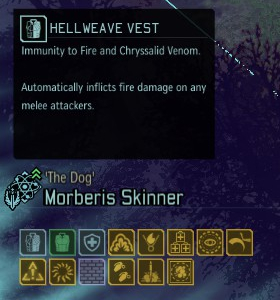 HELLWEAVE VEST
Immunity to Fire and Chryssalid Venom.
Automatically inflicts fire damage on any
melee attackers.
'The Dog'
Morberis Skinner